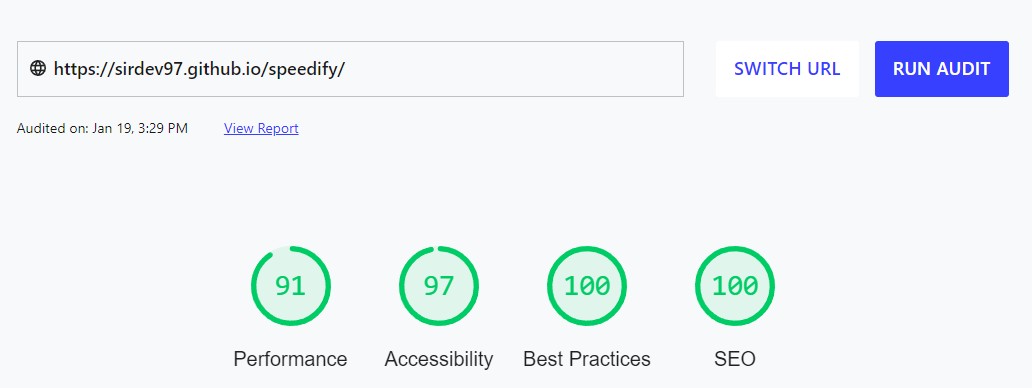 https://sirdev97.github.io/speedify/ SWITCH URL RUN AUDIT
Audited on: Jan 19, 3:29 PM View Report
91 97 100 100
Performance Accessibility Best Practices SEO